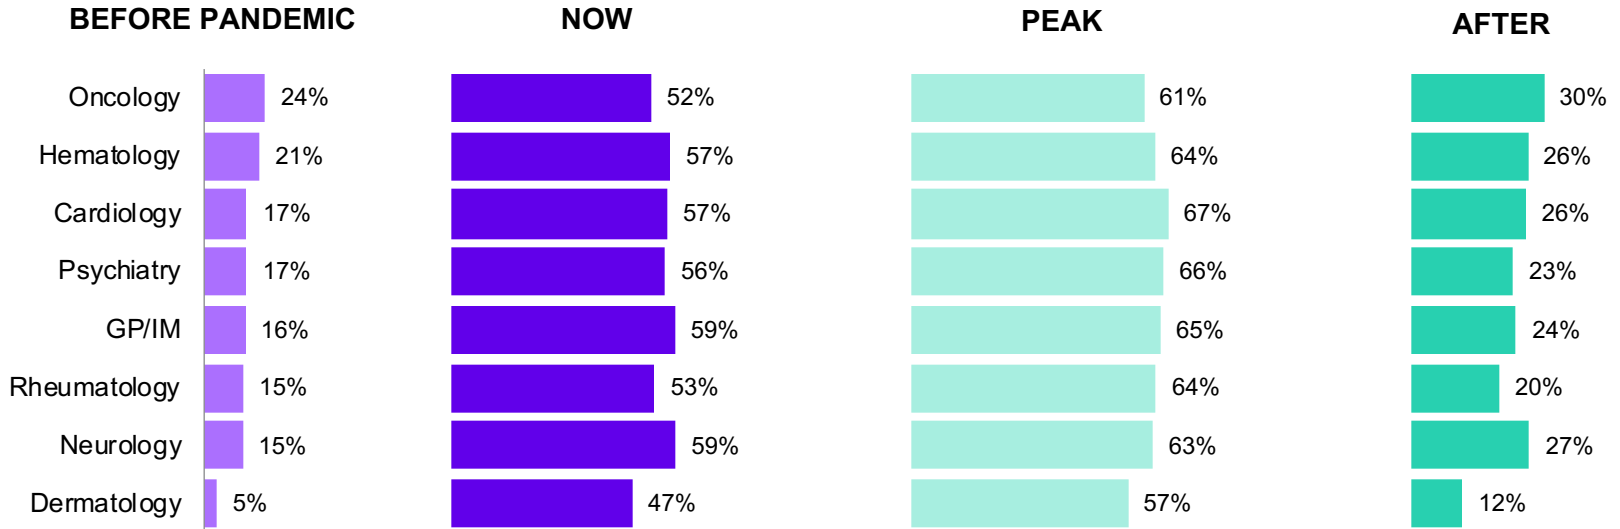 BEFORE PANDEMIC NOW PEAK AFTER
Oncology 24% 52% 61% 30%
Hematology 21% 57% 64% 26%
Cardiology 17% 57% 67% 26%
Psychiatry 17% 56% 66% 23%
GP/IM 16% 59% 65% 24%
Rheumatology 15% 53% 64% 20%
Neurology 15% 59% 63% 27%
Dermatology 5% 47% 57% 12%